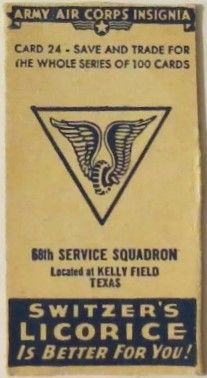 ARMY AIR CORPS INSIGNIA
CARD 24 - SAVE AND TRADE FOR
THE WHOLE SERIES OF 100 CARDS
68th SERVICE SQUADRON
Located at KELLY FIELD
TEXAS
SWITZER'S
LICORICE
IS BETTER FOR YOU!